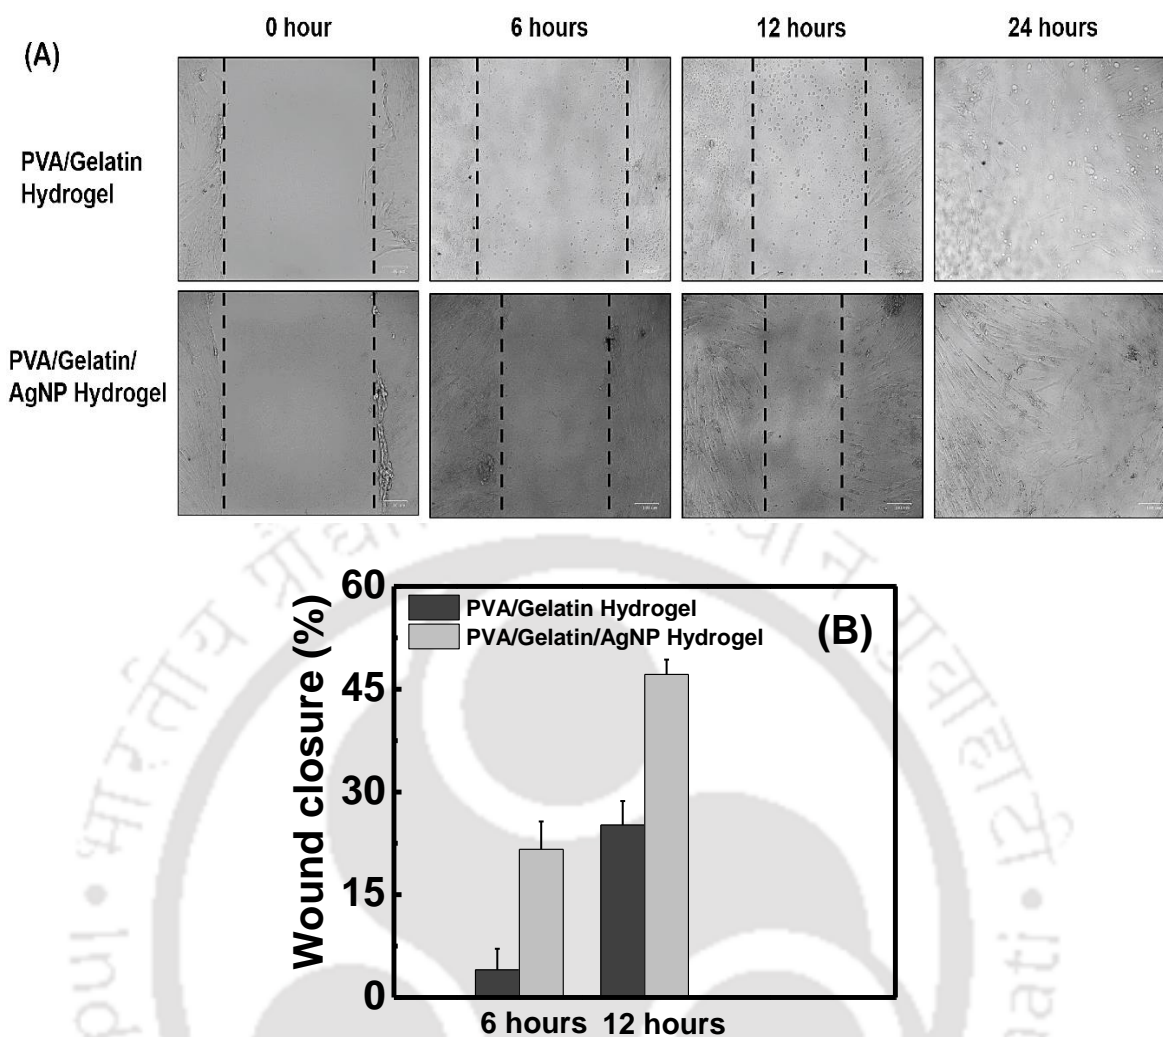 0 hour 6 hours 12 hours 24 hours
(A)
PVA/Gelatin
Hydrogel
PVA/Gelatin/
AgNP Hydrogel
60
45
30
15
0
Wound closure (%)
PVA/Gelatin Hydrogel
PVA/Gelatin/AgNP Hydrogel
(B)
6 hours 12 hours